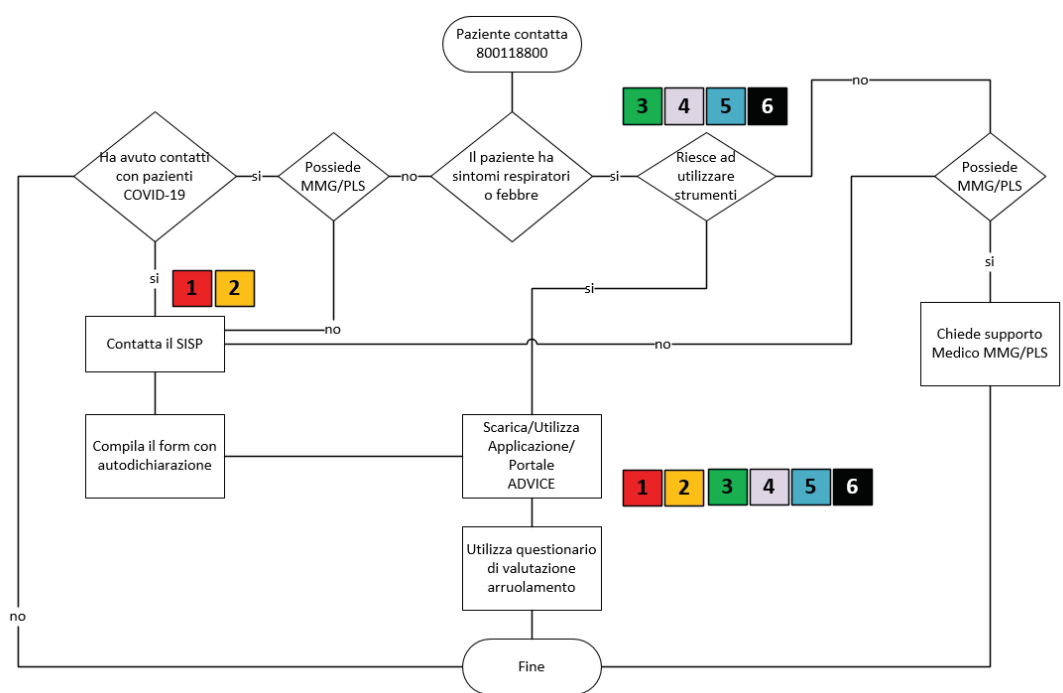 Paziente contatta
800118800
no
3 4 5 6
Ha avuto contatti
con pazienti
COVID-19
si
Possiede
MMG/PLS
no
Il paziente ha
sintomi respiratori
o febbre
si
Riesce ad
utilizzare
strumenti
Possiede
MMG/PLS
si
1 2
si
si
no
Contatta il SISP
no
Chiede supporto
Medico MMG/PLS
Compila il form con
autodichiarazione
Scarica/Utilizza
Applicazione/
Portale
ADVICE
1 2 3 4 5 6
Utilizza questionario
di valutazione
arruolamento
no
Fine